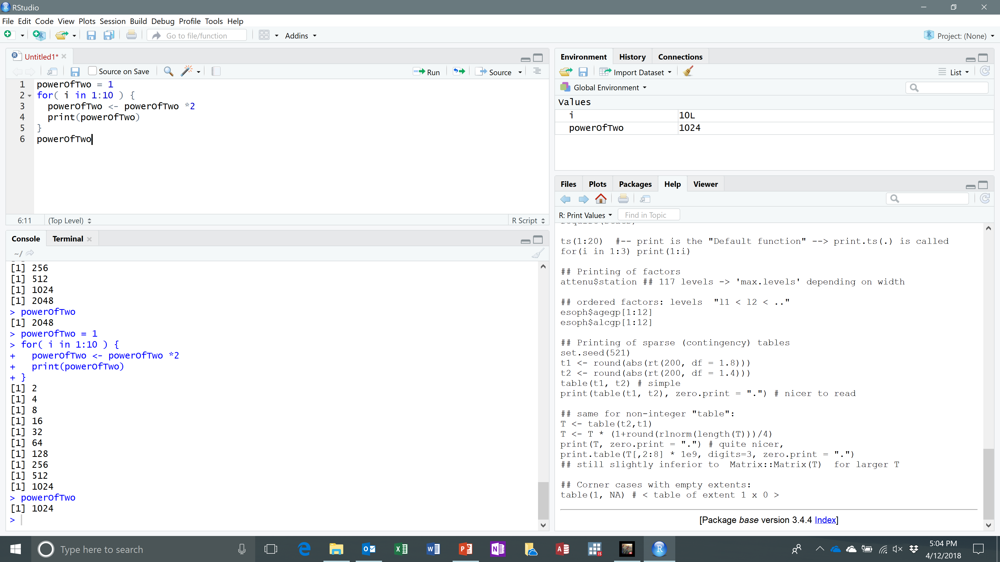 RStudio
File Edit Code View Plots Session Build Debug Profile Tools Help
Go to file/function
Addins
Project: (None)
Untitled1*
Source on Save
Run
Source
1 powerOfTwo = 1
2 for( i in 1:10 ) {
3 powerOfTwo <- powerOfTwo *2
4 print(powerOfTwo)
5 }
6 powerOfTwo
6:11
(Top Level)
R Script
Console
Terminal
~/
[1] 256
[1] 512
[1] 1024
[1] 2048
> powerOfTwo
[1] 2048
> powerOfTwo = 1
> for( i in 1:10 ) {
+ powerOfTwo <- powerOfTwo *2
+ print(powerOfTwo)
+ }
[1] 2
[1] 4
[1] 8
[1] 16
[1] 32
[1] 64
[1] 128
[1] 256
[1] 512
[1] 1024
> powerOfTwo
[1] 1024
>
Environment
History
Connections
Import Dataset
List
Global Environment
Values
i 10L
powerOfTwo 1024
Files
Plots
Packages
Help
Viewer
R: Print Values
Find in Topic
ts(1:20) #-- print is the "Default function" --> print.ts(.) is called
for(i in 1:3) print(1:i)
## Printing of factors
attenu$station ## 117 levels -> 'max.levels' depending on width
## ordered factors: levels "l1 < l2 < .."
esoph$agegp[1:12]
esoph$alcgp[1:12]
## Printing of sparse (contingency) tables
set.seed(521)
t1 <- round(abs(rt(200, df = 1.8)))
t2 <- round(abs(rt(200, df = 1.4)))
table(t1, t2) # simple
print(table(t1, t2), zero.print = ".") # nicer to read
## same for non-integer "table":
T <- table(t2,t1)
T <- T * (1+round(rlnorm(length(T)))/4)
print(T, zero.print = ".") # quite nicer,
print.table(T[,2:8] * 1e9, digits=3, zero.print = ".")
## still slightly inferior to Matrix::Matrix(T) for larger T
## Corner cases with empty extents:
table(1, NA) # < table of extent 1 x 0 >
[Package base version 3.4.4 Index]
Type here to search
15
5:04 PM
4/12/2018